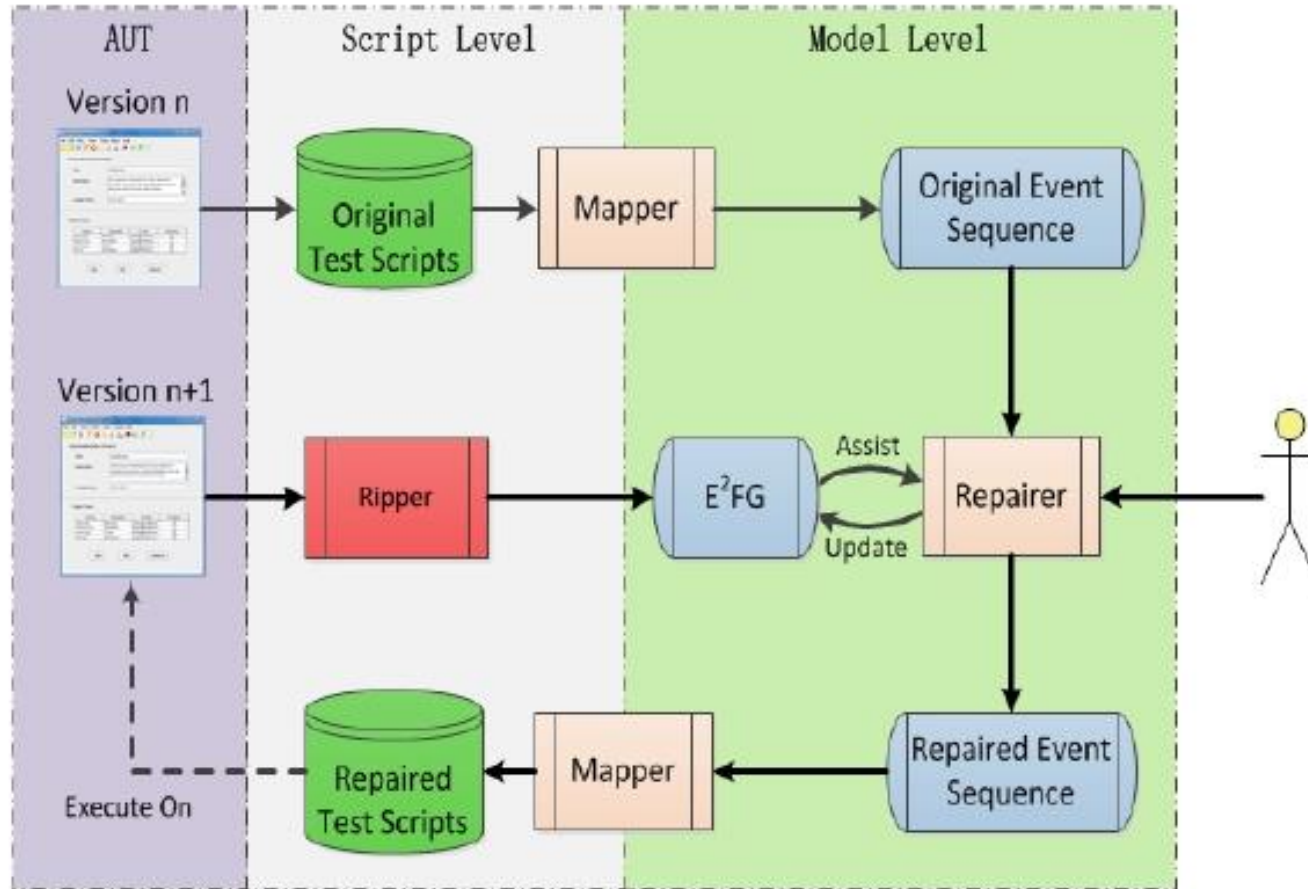 AUT
Script Level
Model Level
Version n
Original
Test Scripts
Mapper
Original Event
Sequence
Version n+1
Ripper
E²FG
Assist
Update
Repairer
Execute On
Repaired
Test Scripts
Mapper
Repaired Event
Sequence